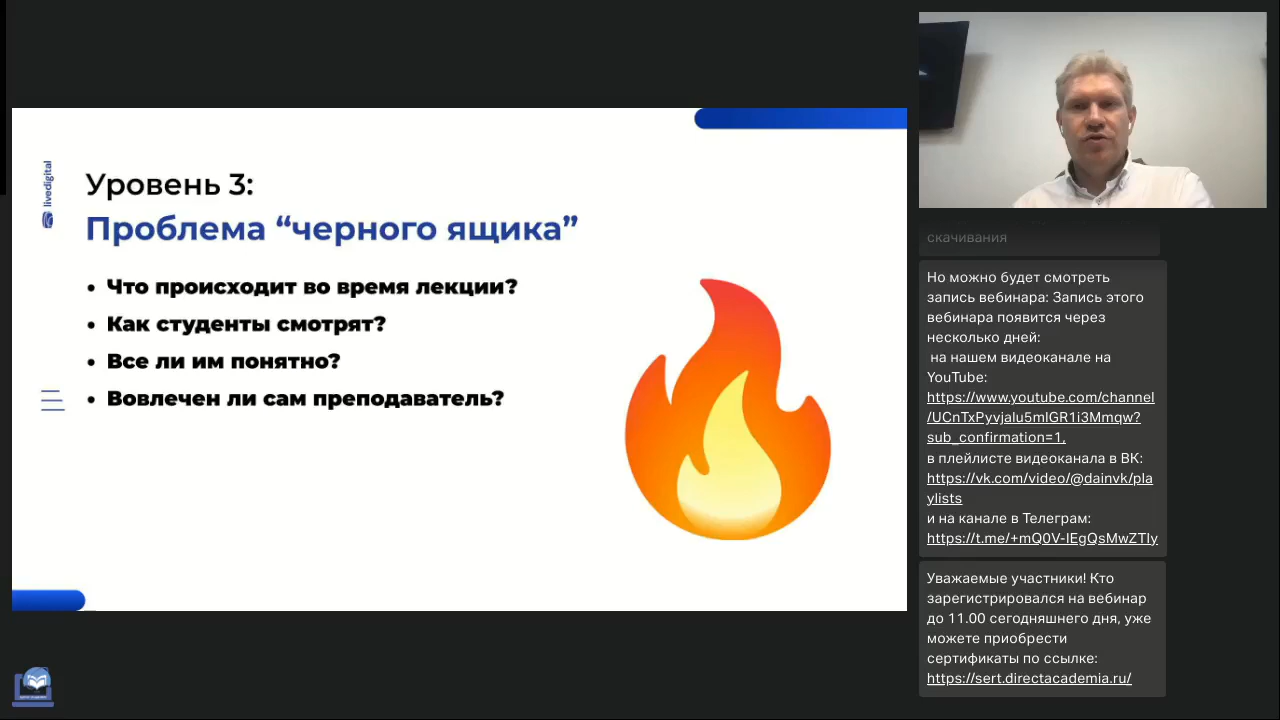 livedigital
Уровень 3:
Проблема “черного ящика”
• Что происходит во время лекции?
• Как студенты смотрят?
• Все ли им понятно?
• Вовлечен ли сам преподаватель?
скачивания
Но можно будет смотреть
запись вебинара: Запись этого
вебинара появится через
несколько дней:
на нашем видеоканале на
YouTube:
https://www.youtube.com/channel
/UCnTxPyvjalu5mlGR1i3Mmqw?
sub_confirmation=1,
в плейлисте видеоканала в ВК:
https://vk.com/video/@dainvk/pla
ylists
и на канале в Телеграм:
https://t.me/+mQ0V-IEgQsMwZTIy
Уважаемые участники! Кто
зарегистрировался на вебинар
до 11.00 сегодняшнего дня, уже
можете приобрести
сертификаты по ссылке:
https://sert.directacademia.ru/